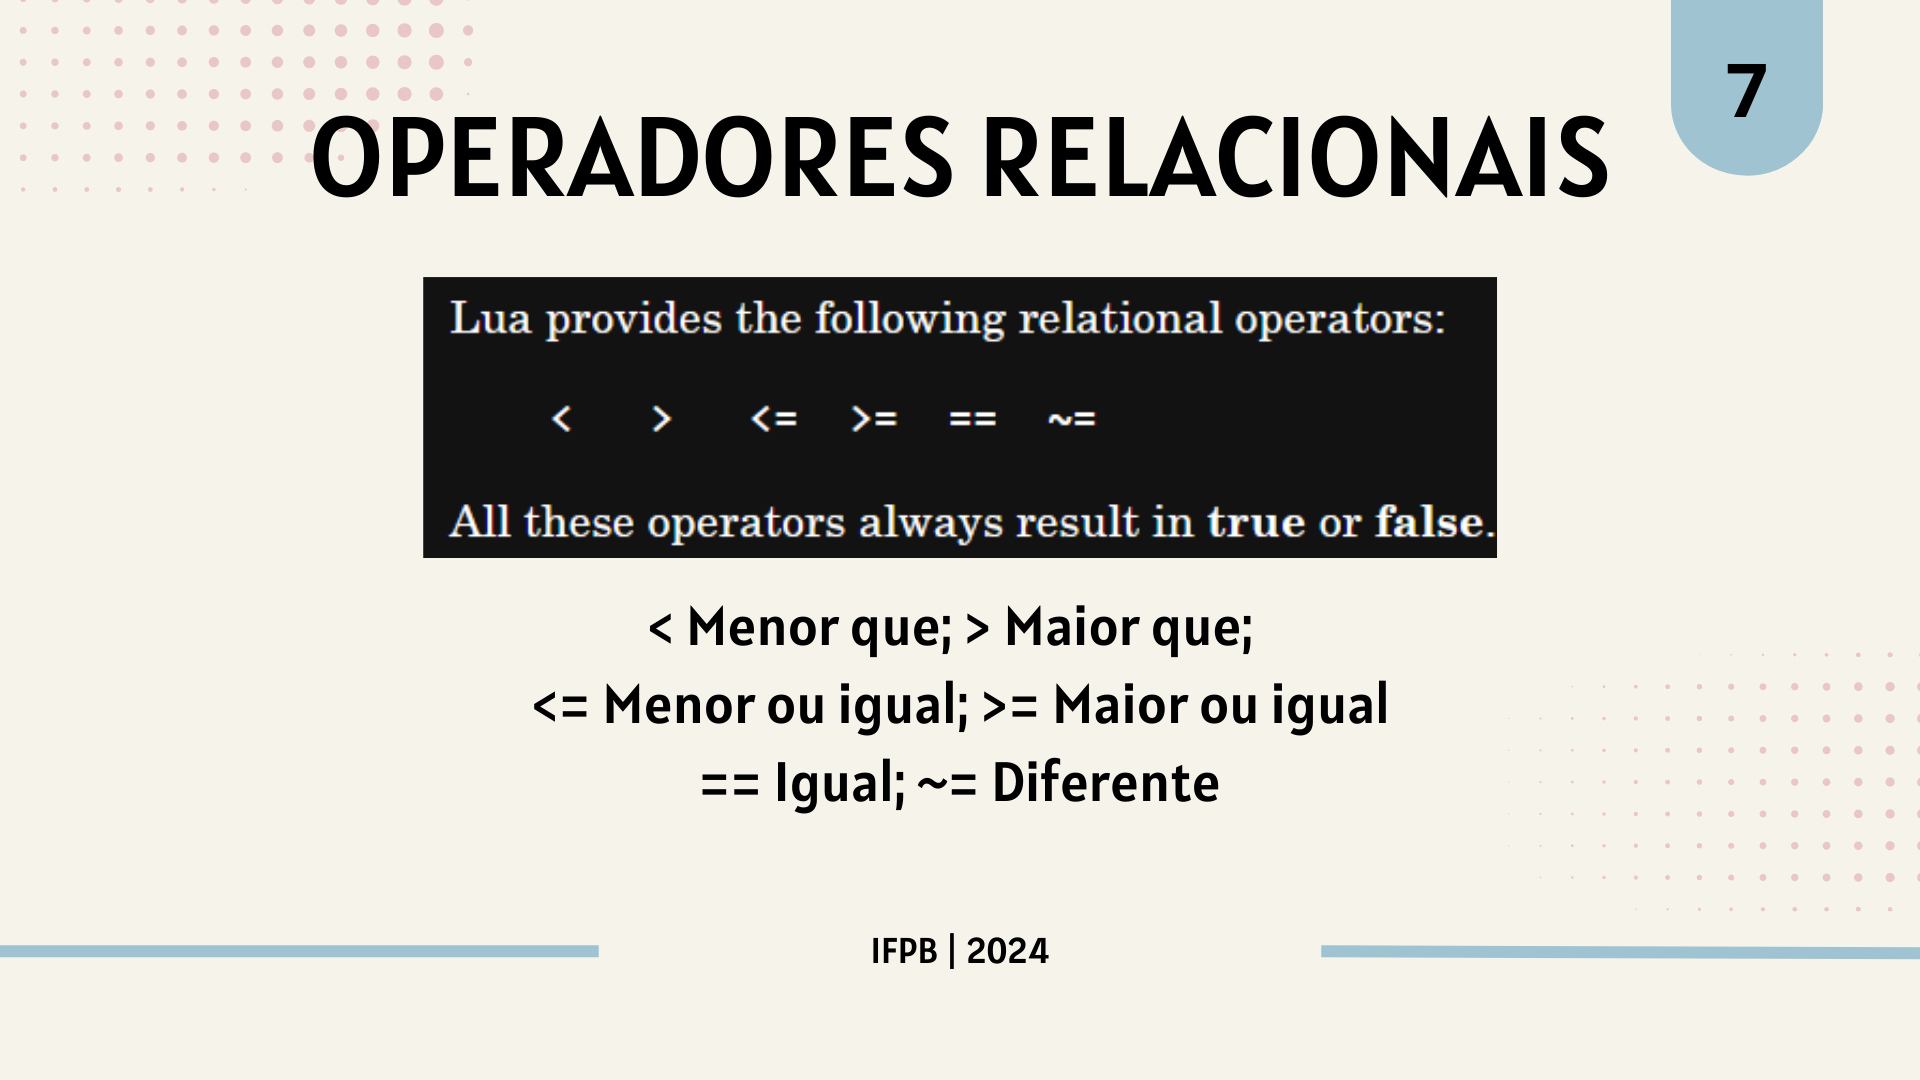 7
OPERADORES RELACIONAIS
Lua provides the following relational operators:
< > <= >= == ~=
All these operators always result in true or false.
< Menor que; > Maior que;
<= Menor ou igual; >= Maior ou igual
== Igual; ~= Diferente
IFPB | 2024